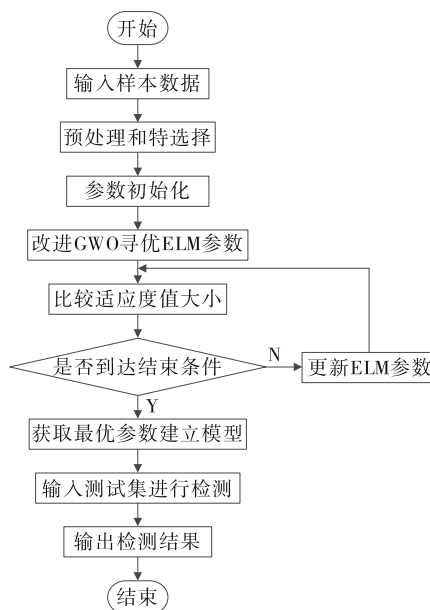 开始
输入样本数据
预处理和特选择
参数初始化
改进GWO寻优ELM参数
比较适应度值大小
是否到达结束条件
N
更新ELM参数
Y
获取最优参数建立模型
输入测试集进行检测
输出检测结果
结束